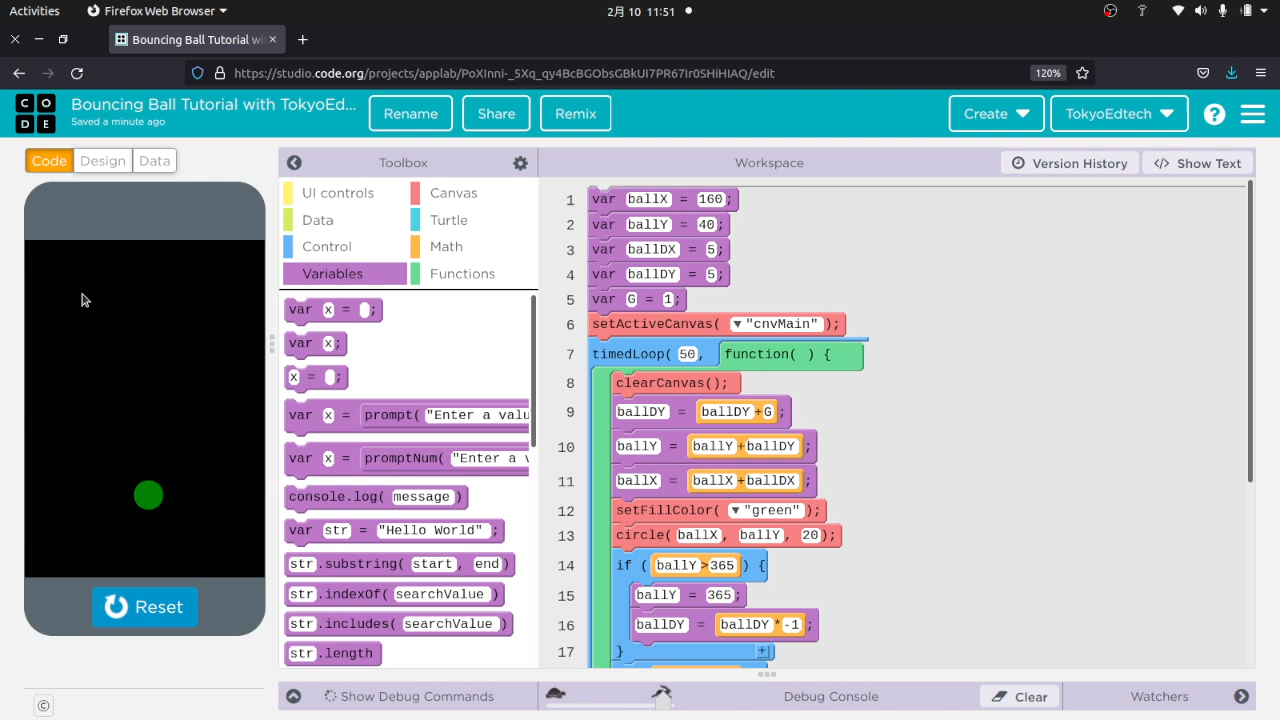 Activities
Firefox Web Browser
2月 10 11:51
Bouncing Ball Tutorial wi
https://studio.code.org/projects/applab/PoXInni-_5Xq_qy4BcBGObsGBkUI7PR67Ir0SHiHIAQ/edit
120%
C O
D E
Bouncing Ball Tutorial with TokyoEd...
Saved a minute ago
Rename
Share
Remix
Create
TokyoEdtech
?
Code
Design
Data
Toolbox
Workspace
Version History
</> Show Text
UI controls
Canvas
Data
Turtle
Control
Math
Variables
Functions
var x = ;
var x;
x = ;
var x = prompt( "Enter a valu
var x = promptNum( "Enter a v
console.log( message )
var str = "Hello World" ;
str.substring( start, end )
str.indexOf( searchValue )
str.includes( searchValue )
str.length
1 var ballX = 160;
2 var ballY = 40;
3 var ballDX = 5;
4 var ballDY = 5;
5 var G = 1;
6 setActiveCanvas( "cnvMain" );
7 timedLoop( 50, function( ) {
8 clearCanvas();
9 ballDY = ballDY+G ;
10 ballY = ballY+ballDY ;
11 ballX = ballX+ballDX ;
12 setFillColor( "green" );
13 circle( ballX, ballY, 20);
14 if ( ballY>365 ) {
15 ballY = 365;
16 ballDY = ballDY*-1 ;
17 } +
Reset
©
Show Debug Commands
Debug Console
Clear
Watchers